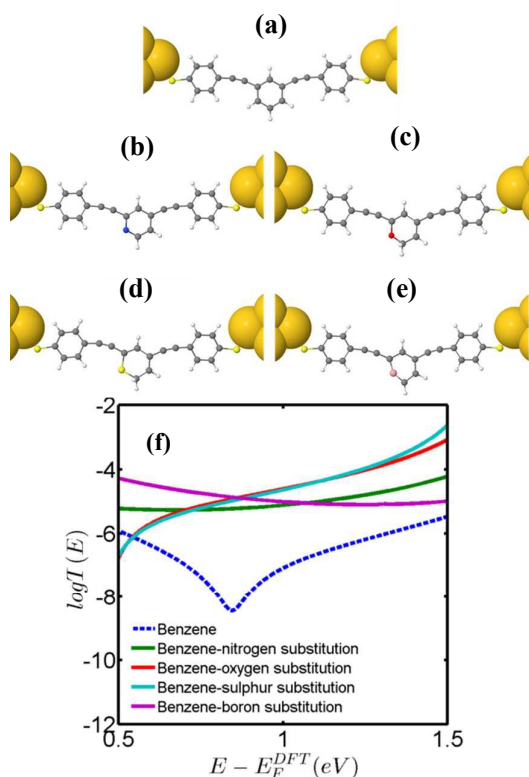 (a)
(b)
(c)
(d)
(e)
(f)
-2
-4
-6
-8
-10
-12
logT(E)
Benzene
Benzene-nitrogen substitution
Benzene-oxygen substitution
Benzene-sulphur substitution
Benzene-boron substitution
0.5 1 1.5
E − E_F^{DFT}(eV)